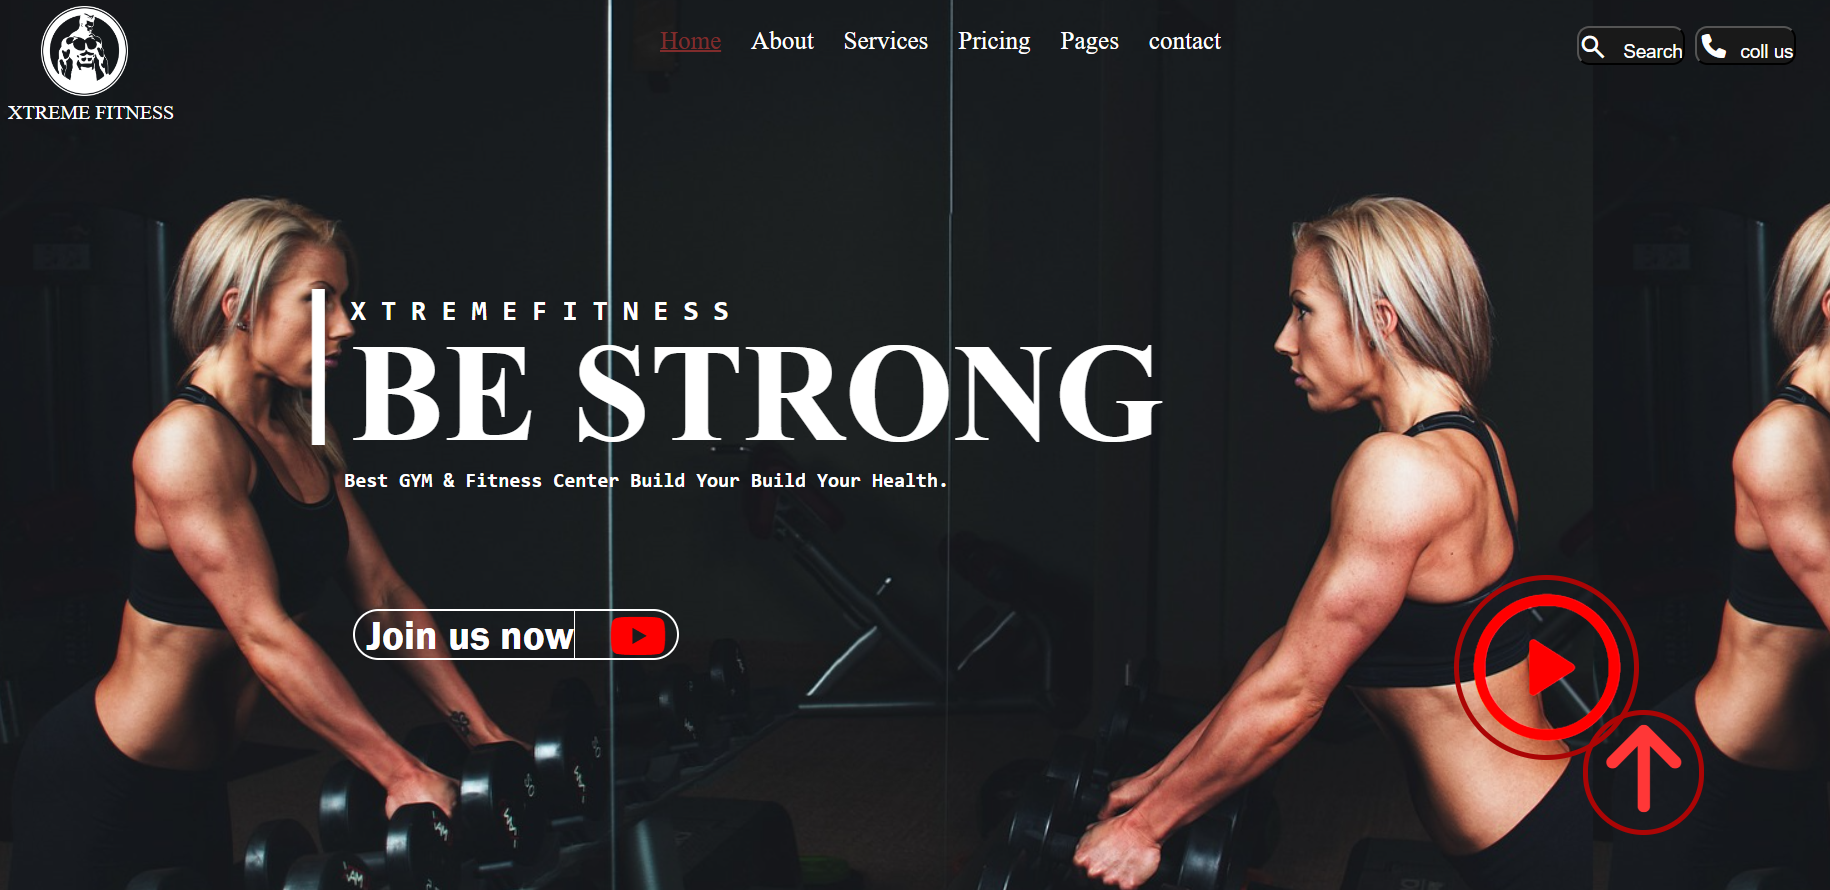 Home About Services Pricing Pages contact
Search
coll us
XTREME FITNESS
XTREMEFITNESS
BE STRONG
Best GYM & Fitness Center Build Your Build Your Health.
Join us now